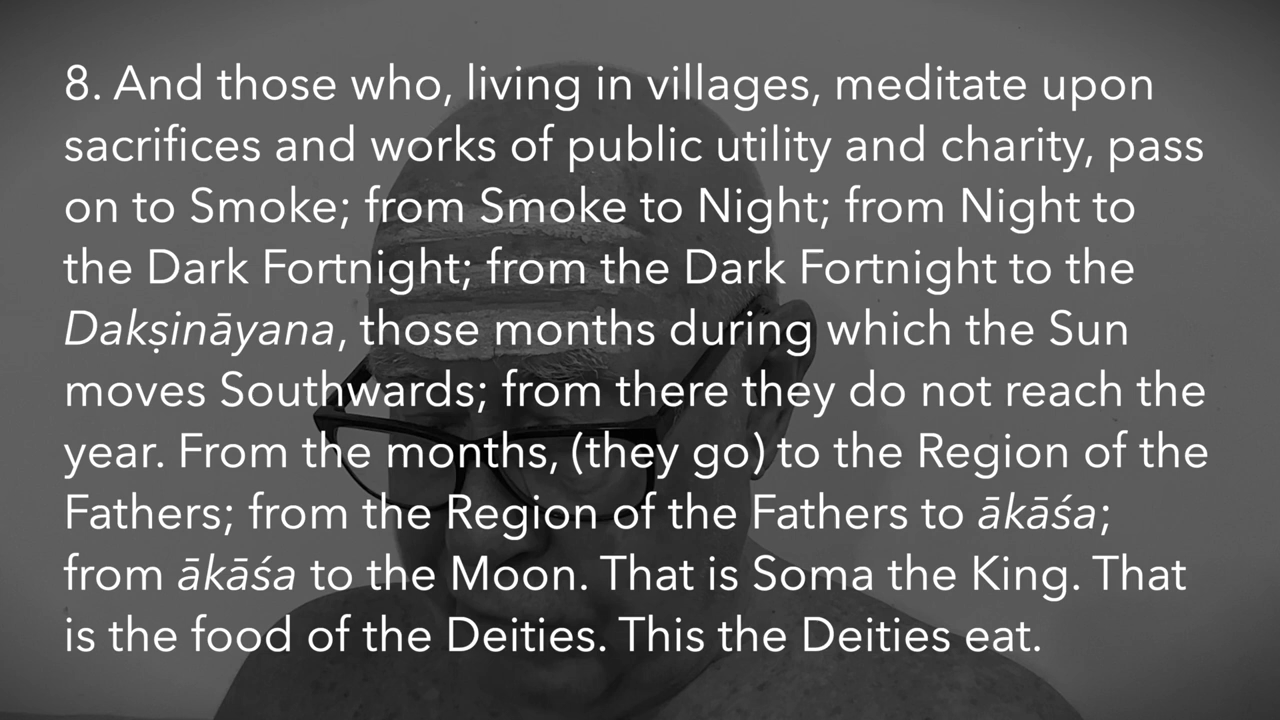 8. And those who, living in villages, meditate upon
sacrifices and works of public utility and charity, pass
on to Smoke; from Smoke to Night; from Night to
the Dark Fortnight; from the Dark Fortnight to the
Dakṣināyana, those months during which the Sun
moves Southwards; from there they do not reach the
year. From the months, (they go) to the Region of the
Fathers; from the Region of the Fathers to ākāśa;
from ākāśa to the Moon. That is Soma the King. That
is the food of the Deities. This the Deities eat.